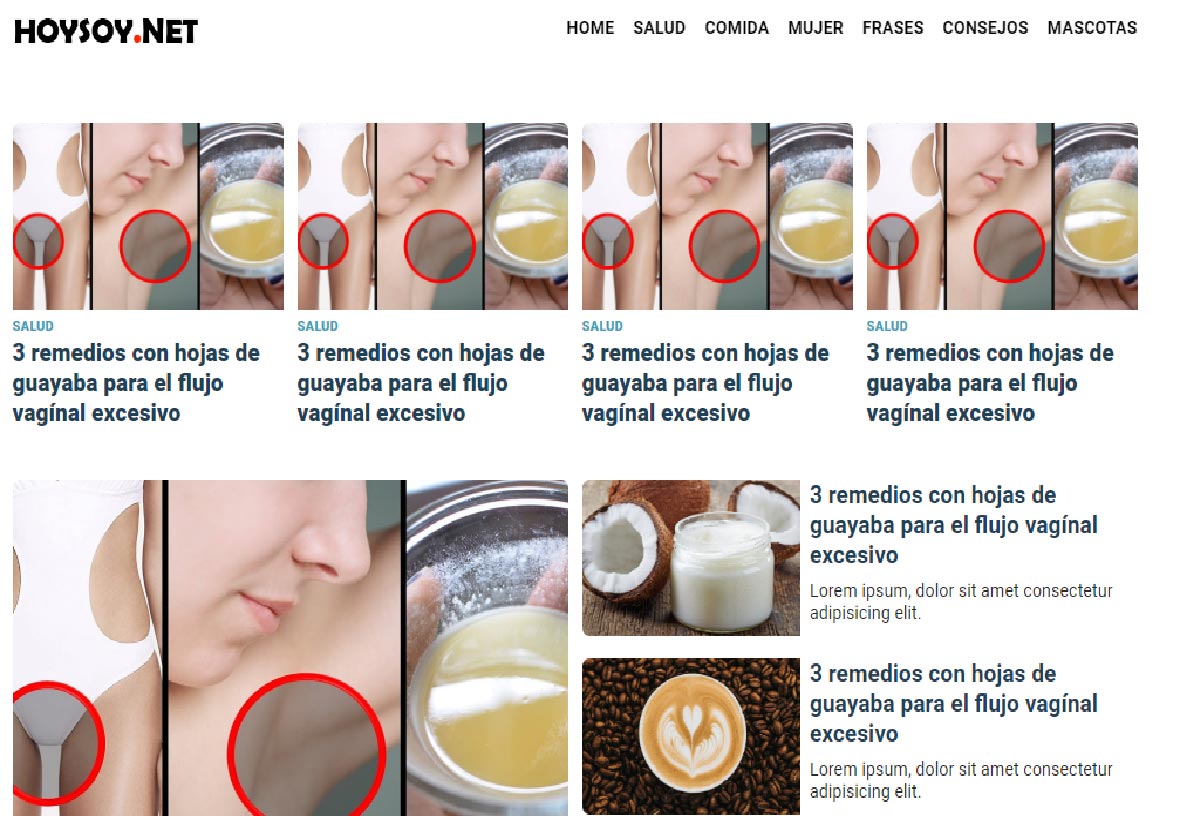 HOYSOY.NET
HOME SALUD COMIDA MUJER FRASES CONSEJOS MASCOTAS
SALUD
3 remedios con hojas de
guayaba para el flujo
vagínal excesivo
SALUD
3 remedios con hojas de
guayaba para el flujo
vagínal excesivo
SALUD
3 remedios con hojas de
guayaba para el flujo
vagínal excesivo
SALUD
3 remedios con hojas de
guayaba para el flujo
vagínal excesivo
3 remedios con hojas de
guayaba para el flujo vagínal
excesivo
Lorem ipsum, dolor sit amet consectetur
adipisicing elit.
3 remedios con hojas de
guayaba para el flujo vagínal
excesivo
Lorem ipsum, dolor sit amet consectetur
adipisicing elit.